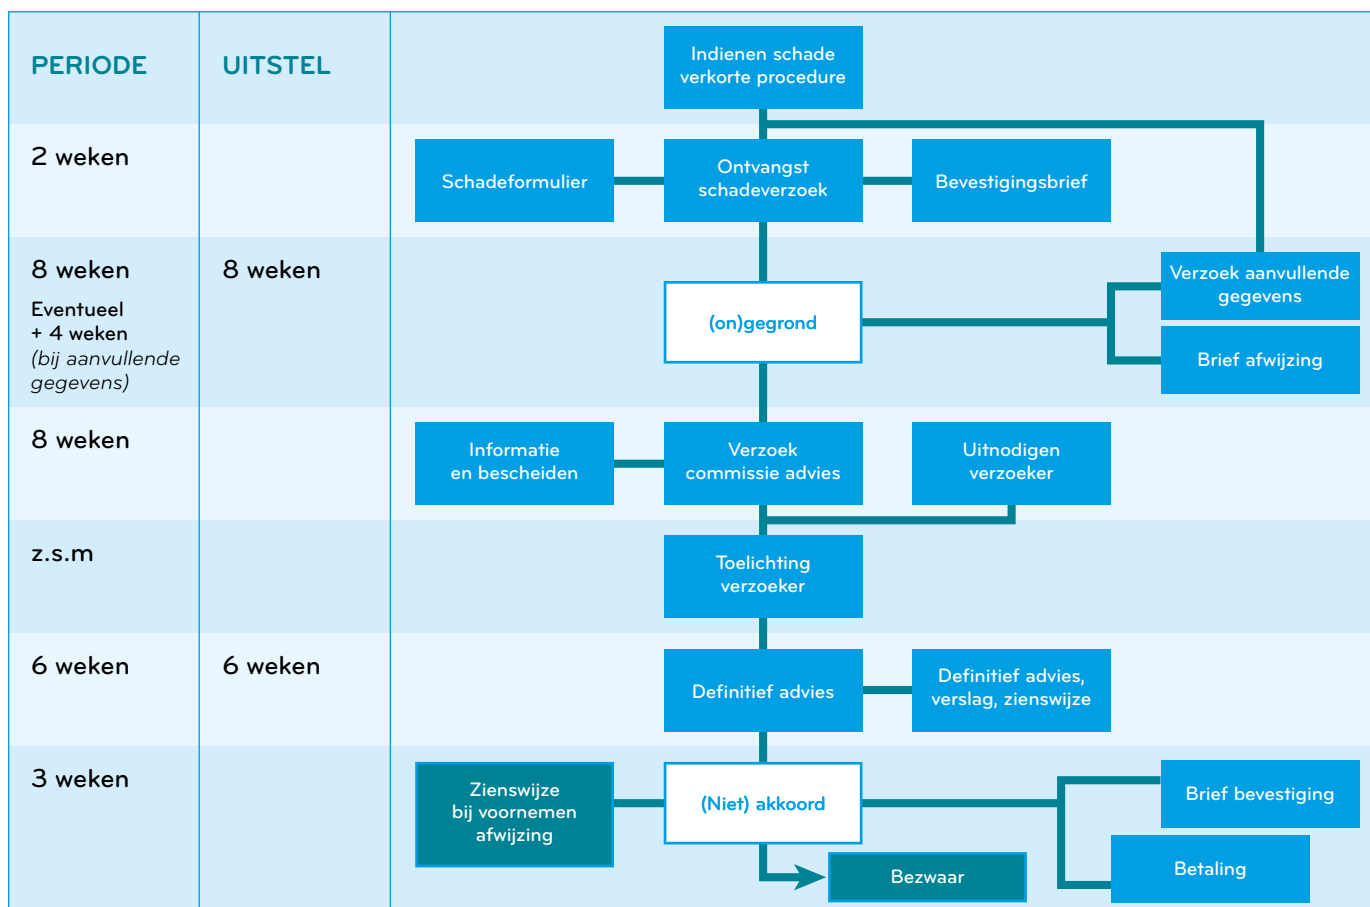 PERIODE
UITSTEL
Indienen schade
verkorte procedure
2 weken
Schadeformulier
Ontvangst
schadeverzoek
Bevestigingsbrief
8 weken
Eventueel
+ 4 weken
(bij aanvullende
gegevens)
8 weken
(on)gegrond
Verzoek aanvullende
gegevens
Brief afwijzing
8 weken
Informatie
en bescheiden
Verzoek
commissie advies
Uitnodigen
verzoeker
z.s.m
Toelichting
verzoeker
6 weken
6 weken
Definitief advies
Definitief advies,
verslag, zienswijze
3 weken
Zienswijze
bij voornemen
afwijzing
(Niet) akkoord
Brief bevestiging
Bezwaar
Betaling